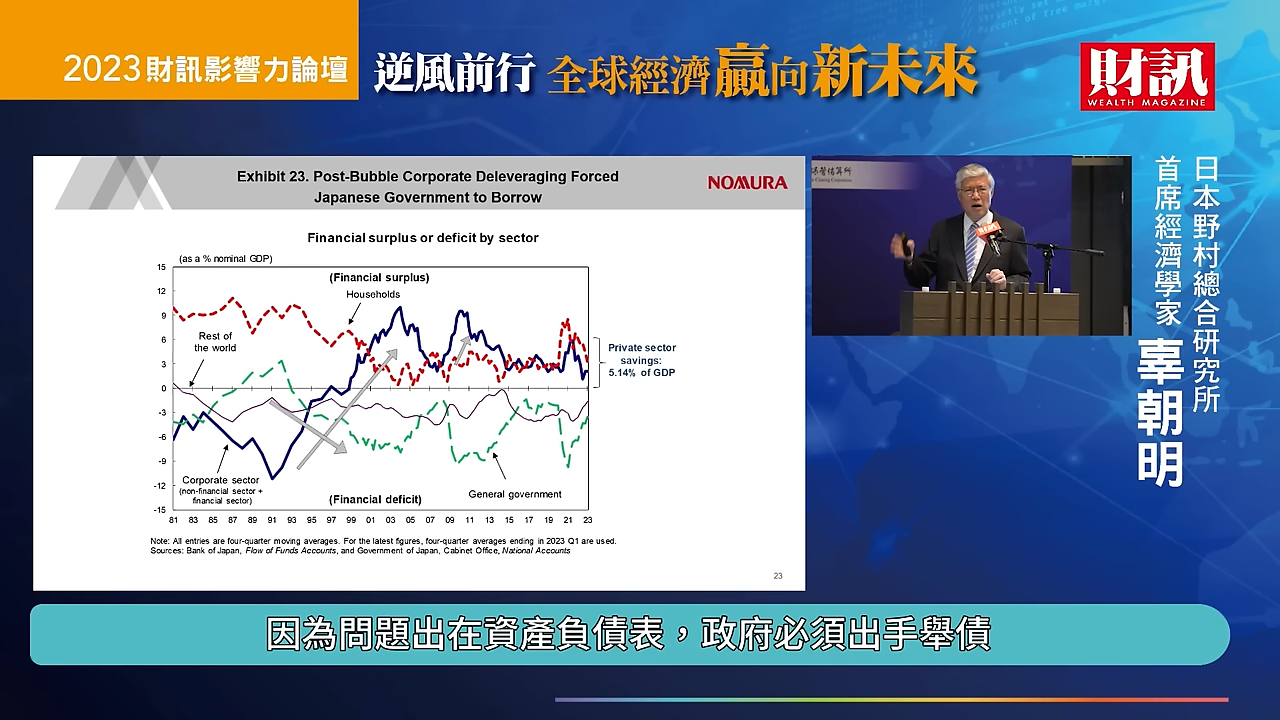 2023財訊影響力論壇
逆風前行 全球經濟贏向新未來
財訊
WEALTH MAGAZINE
Exhibit 23. Post-Bubble Corporate Deleveraging Forced
Japanese Government to Borrow
NOMURA
Financial surplus or deficit by sector
(as a % nominal GDP)
15
12
9
6
3
0
-3
-6
-9
-12
-15
(Financial surplus)
Households
Rest of
the world
Private sector
savings:
5.14% of GDP
Corporate sector
(non-financial sector +
financial sector)
(Financial deficit)
General government
81 83 85 87 89 91 93 95 97 99 01 03 05 07 09 11 13 15 17 19 21 23
Note: All entries are four-quarter moving averages. For the latest figures, four-quarter averages ending in 2023 Q1 are used.
Sources: Bank of Japan, Flow of Funds Accounts, and Government of Japan, Cabinet Office, National Accounts
23
日本野村總合研究所
首席經濟學家 辜朝明
因為問題出在資產負債表，政府必須出手舉債